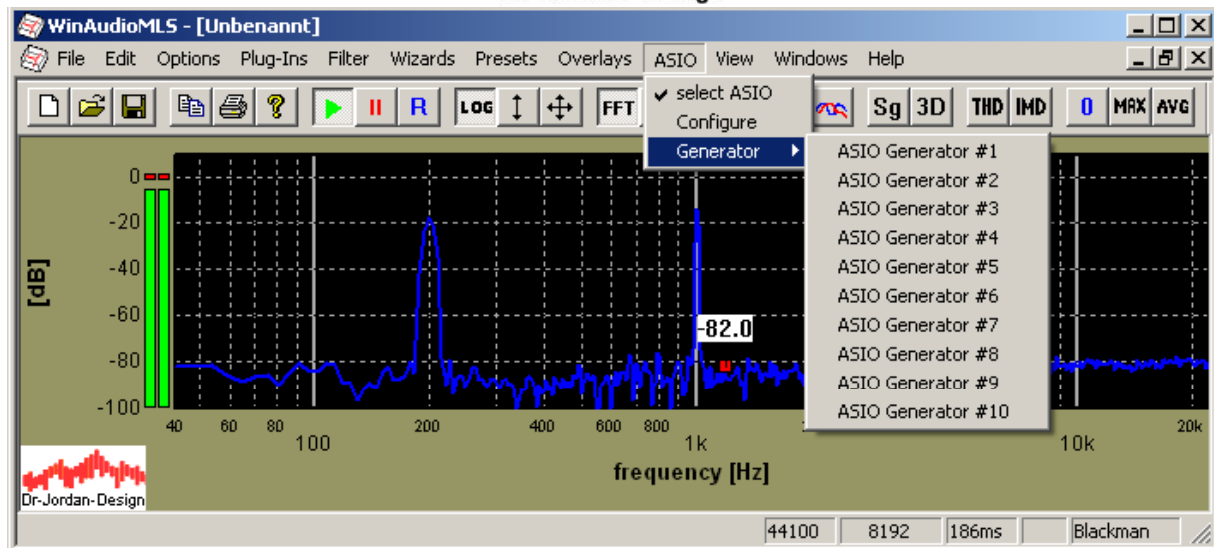 WinAudioMLS - [Unbenannt]
File Edit Options Plug-Ins Filter Wizards Presets Overlays ASIO View Windows Help
R LOG FFT Sg 3D THD IMD 0 MAX AVG
select ASIO
Configure
Generator
ASIO Generator #1
ASIO Generator #2
ASIO Generator #3
ASIO Generator #4
ASIO Generator #5
ASIO Generator #6
ASIO Generator #7
ASIO Generator #8
ASIO Generator #9
ASIO Generator #10
0
-20
-40
-60
-80
-100
[dB]
-82.0
40 60 80 100 200 400 600 800 1k 10k 20k
frequency [Hz]
Dr-Jordan-Design
44100 8192 186ms Blackman